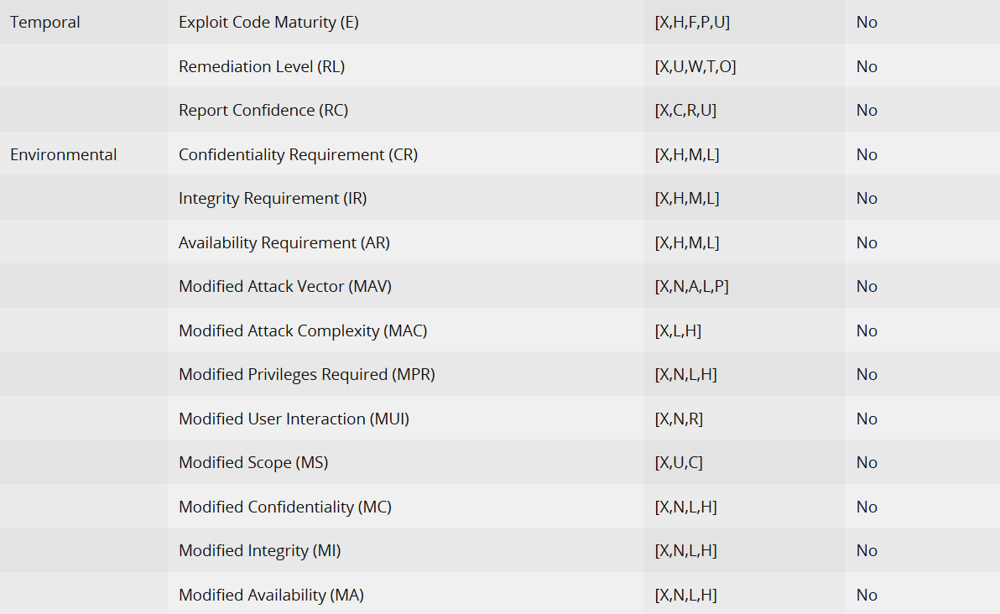 Temporal Exploit Code Maturity (E) [X,H,F,P,U] No
Remediation Level (RL) [X,U,W,T,O] No
Report Confidence (RC) [X,C,R,U] No
Environmental Confidentiality Requirement (CR) [X,H,M,L] No
Integrity Requirement (IR) [X,H,M,L] No
Availability Requirement (AR) [X,H,M,L] No
Modified Attack Vector (MAV) [X,N,A,L,P] No
Modified Attack Complexity (MAC) [X,L,H] No
Modified Privileges Required (MPR) [X,N,L,H] No
Modified User Interaction (MUI) [X,N,R] No
Modified Scope (MS) [X,U,C] No
Modified Confidentiality (MC) [X,N,L,H] No
Modified Integrity (MI) [X,N,L,H] No
Modified Availability (MA) [X,N,L,H] No